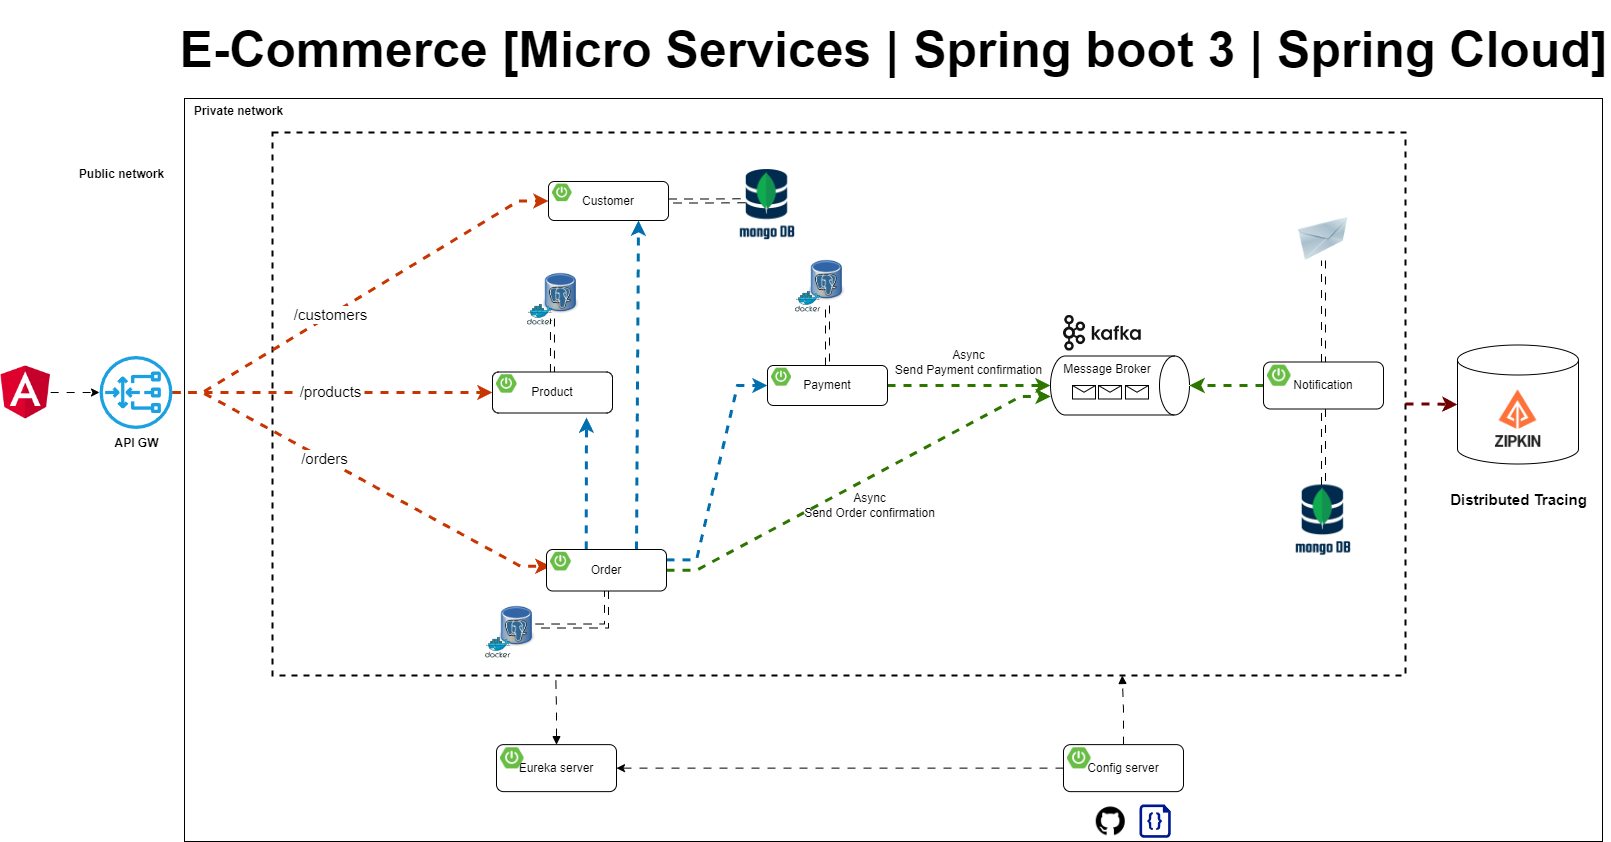 E-Commerce [Micro Services | Spring boot 3 | Spring Cloud]
Private network
Public network
Customer
mongo DB
/customers
docker
docker
kafka
Async
Send Payment confirmation
Message Broker
Product
/products
Payment
Notification
API GW
ZIPKIN
/orders
Async
Send Order confirmation
Distributed Tracing
mongo DB
Order
docker
Eureka server
Config server
{}